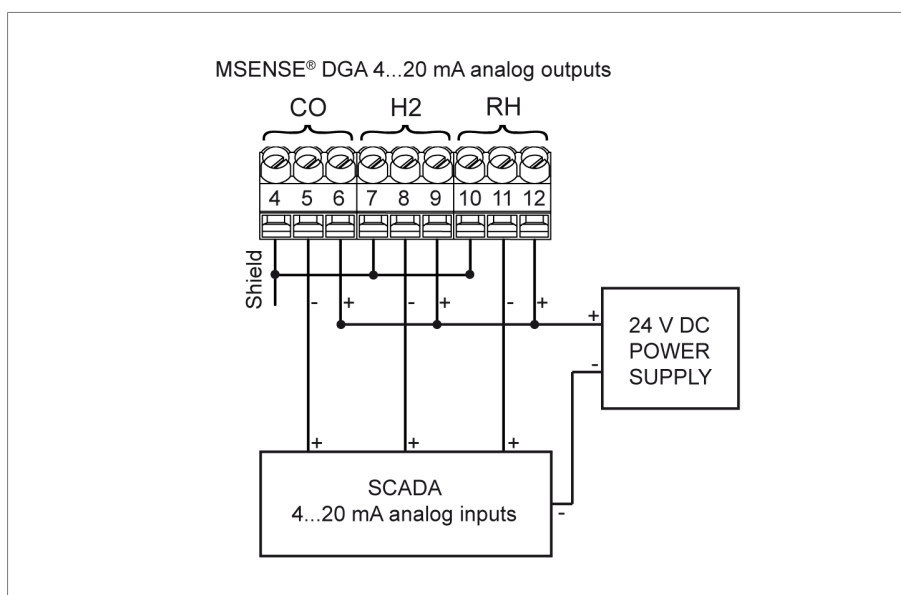 MSENSE® DGA 4...20 mA analog outputs
CO H2 RH
4 5 6 7 8 9 10 11 12
Shield
- + - + - +
+
24 V DC
POWER
SUPPLY
-
+ + +
SCADA
4...20 mA analog inputs
-